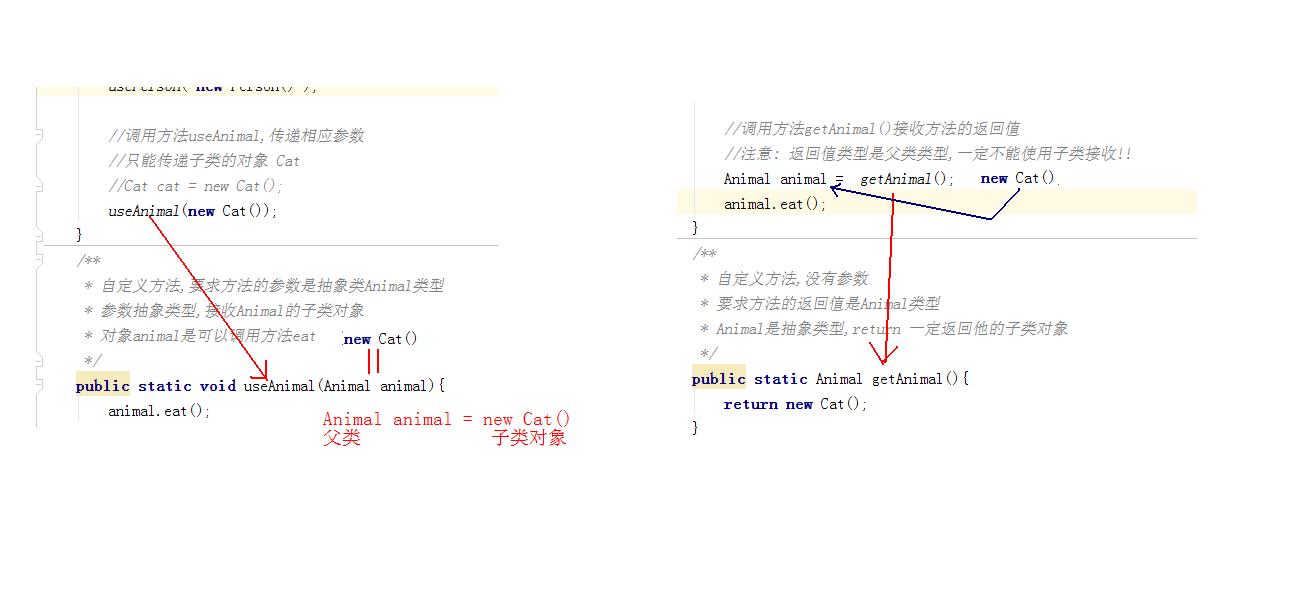 //调用方法useAnimal,传递相应参数
//只能传递子类的对象 Cat
//Cat cat = new Cat();
useAnimal(new Cat());
}
/**
* 自定义方法,要求方法的参数是抽象类Animal类型
* 参数抽象类型,接收Animal的子类对象
* 对象animal是可以调用方法eat
new Cat()
*/
public static void useAnimal(Animal animal){
animal.eat();
Animal animal = new Cat()
父类 子类对象
//调用方法getAnimal()接收方法的返回值
//注意: 返回值类型是父类类型,一定不能使用子类接收!!
Animal animal = getAnimal(); new Cat()
animal.eat();
}
/**
* 自定义方法,没有参数
* 要求方法的返回值是Animal类型
* Animal是抽象类型,return 一定返回他的子类对象
*/
public static Animal getAnimal(){
return new Cat();
}